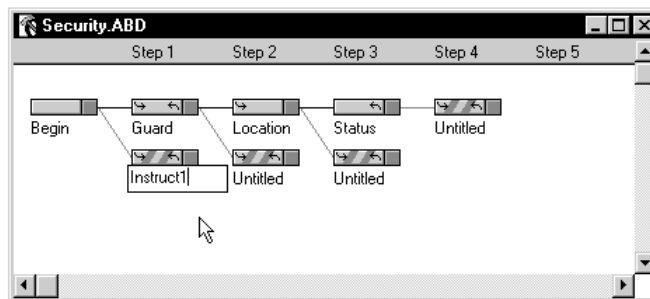 Security.ABD
Step 1 Step 2 Step 3 Step 4 Step 5
Begin Guard Location Status Untitled
Instruct1 Untitled Untitled